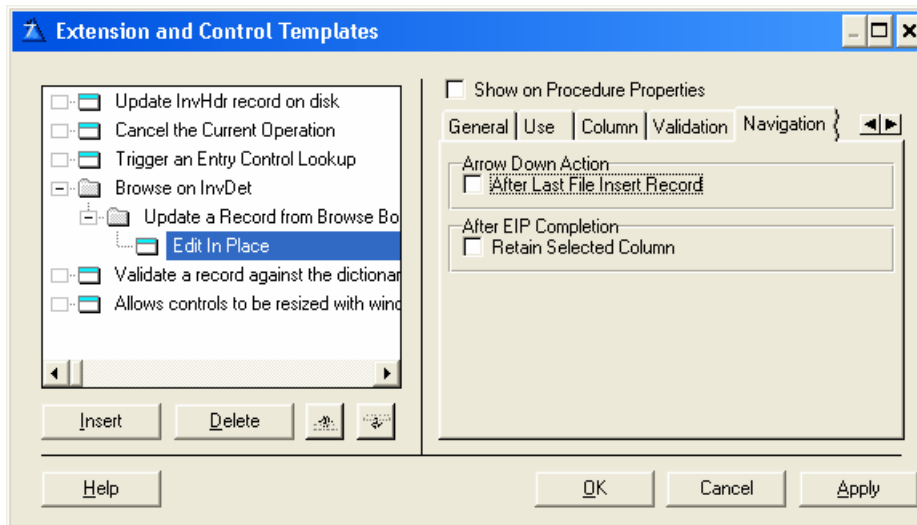 Extension and Control Templates
Update InvHdr record on disk
Cancel the Current Operation
Trigger an Entry Control Lookup
Browse on InvDet
Update a Record from Browse Bo
Edit In Place
Validate a record against the dictionar
Allows controls to be resized with wind
Insert
Delete
Show on Procedure Properties
General
Use
Column
Validation
Navigation
Arrow Down Action
After Last File Insert Record
After EIP Completion
Retain Selected Column
Help
OK
Cancel
Apply